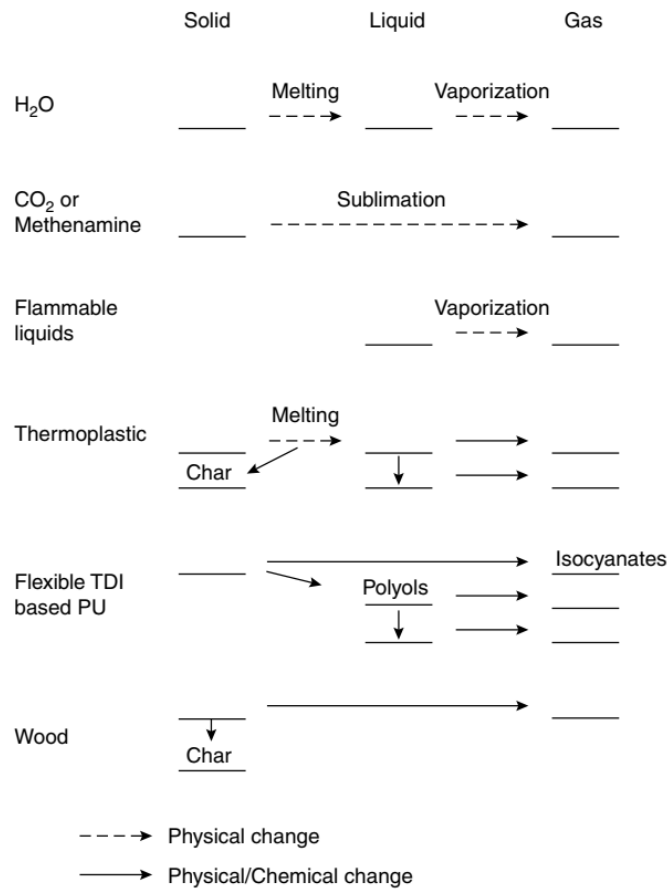 Solid Liquid Gas
Melting Vaporization
H₂O
CO₂ or
Methenamine
Sublimation
Flammable
liquids
Vaporization
Melting
Thermoplastic
Char
Isocyanates
Flexible TDI
based PU
Polyols
Wood
Char
Physical change
Physical/Chemical change